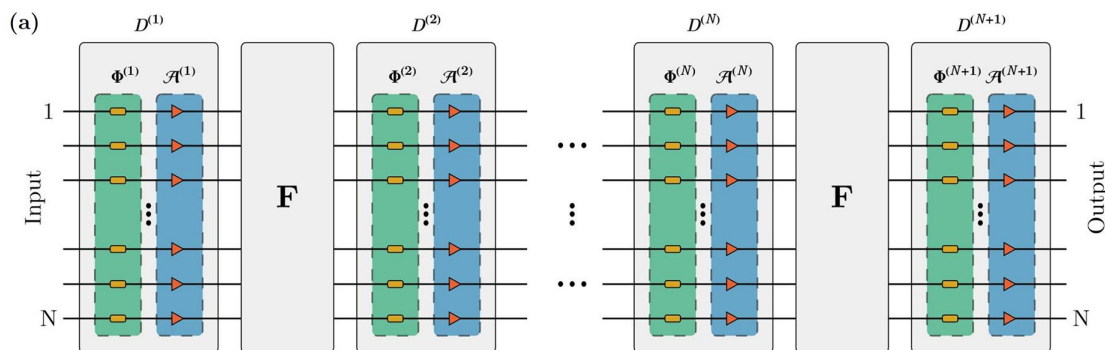 (a)
D^(1) D^(2) D^(N) D^(N+1)
Φ^(1) 𝒜^(1) Φ^(2) 𝒜^(2) Φ^(N) 𝒜^(N) Φ^(N+1) 𝒜^(N+1)
1 1
Input F ... F Output
N N